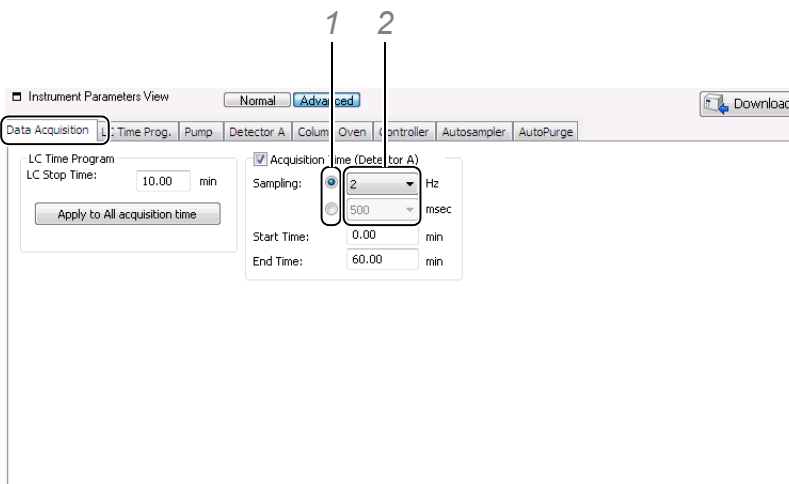 1 2
Instrument Parameters View Normal Advanced Download
Data Acquisition LC Time Prog. Pump Detector A Column Oven Controller Autosampler AutoPurge
LC Time Program Acquisition Time (Detector A)
LC Stop Time: 10.00 min Sampling: 2 Hz
Apply to All acquisition time 500 msec
Start Time: 0.00 min
End Time: 60.00 min